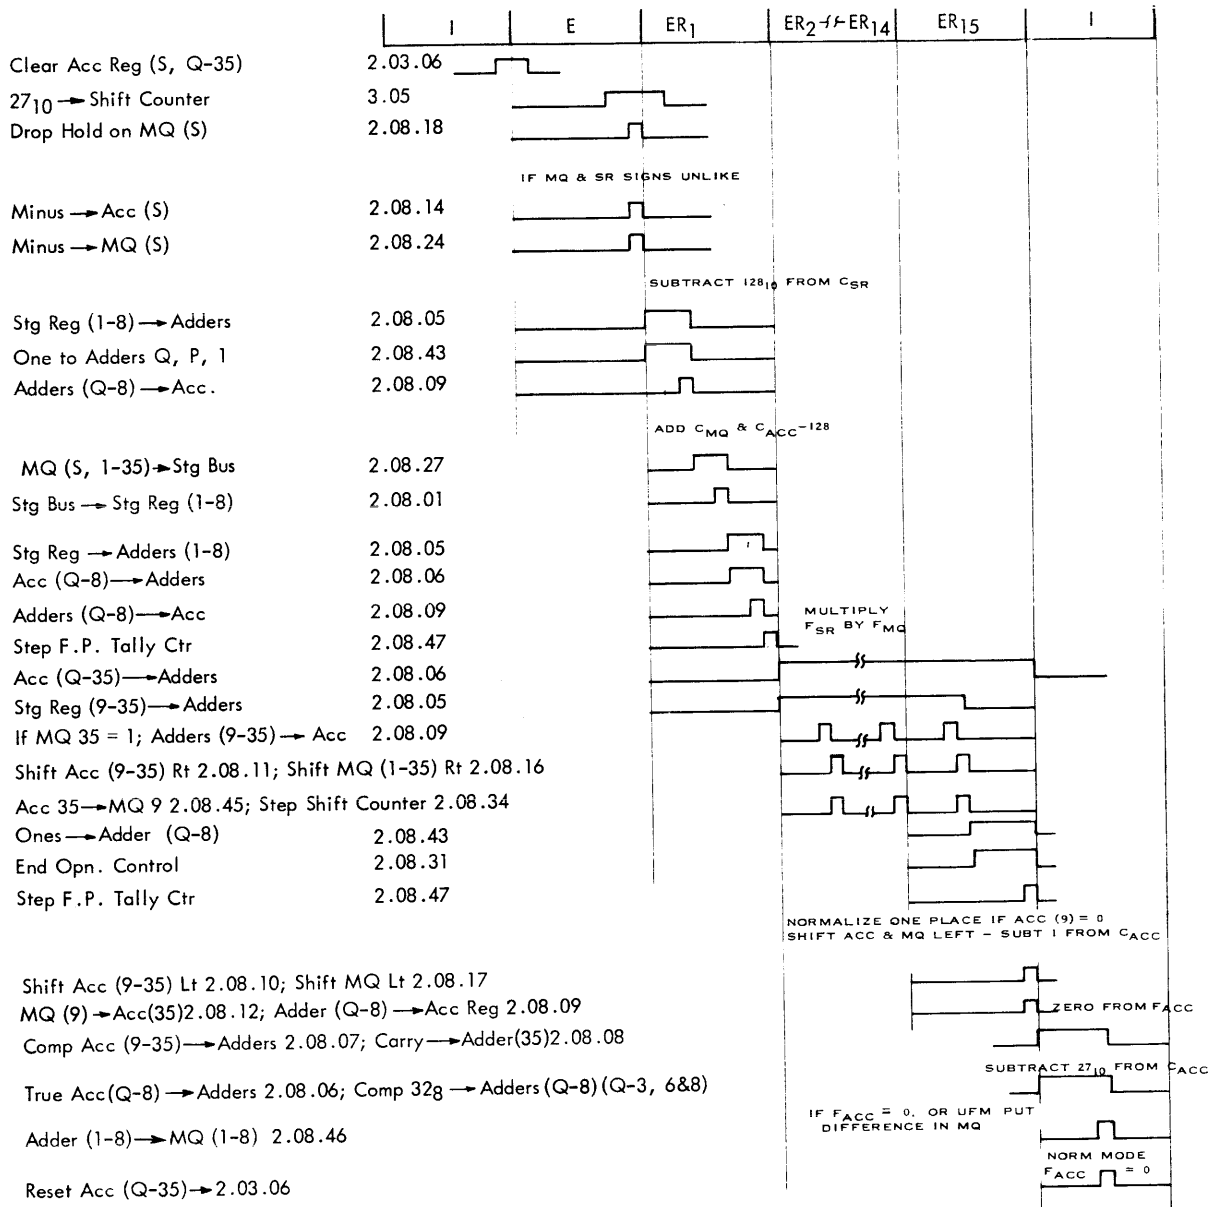 I E ER1 ER2 ER14 ER15 I
Clear Acc Reg (S, Q-35) 2.03.06
2710 → Shift Counter 3.05
Drop Hold on MQ (S) 2.08.18
IF MQ & SR SIGNS UNLIKE
Minus → Acc (S) 2.08.14
Minus → MQ (S) 2.08.24
SUBTRACT 12810 FROM CSR
Stg Reg (1-8) → Adders 2.08.05
One to Adders Q, P, 1 2.08.43
Adders (Q-8) → Acc. 2.08.09
ADD CMQ & CACC-128
MQ (S, 1-35) → Stg Bus 2.08.27
Stg Bus → Stg Reg (1-8) 2.08.01
Stg Reg → Adders (1-8) 2.08.05
Acc (Q-8) → Adders 2.08.06
Adders (Q-8) → Acc 2.08.09
MULTIPLY
FSR BY FMQ
Step F.P. Tally Ctr 2.08.47
Acc (Q-35) → Adders 2.08.06
Stg Reg (9-35) → Adders 2.08.05
If MQ 35 = 1; Adders (9-35) → Acc 2.08.09
Shift Acc (9-35) Rt 2.08.11; Shift MQ (1-35) Rt 2.08.16
Acc 35 → MQ 9 2.08.45; Step Shift Counter 2.08.34
Ones → Adder (Q-8) 2.08.43
End Opn. Control 2.08.31
Step F.P. Tally Ctr 2.08.47
NORMALIZE ONE PLACE IF ACC (9) = 0
SHIFT ACC & MQ LEFT - SUBT 1 FROM CACC
Shift Acc (9-35) Lt 2.08.10; Shift MQ Lt 2.08.17
MQ (9) → Acc(35)2.08.12; Adder (Q-8) → Acc Reg 2.08.09
ZERO FROM FACC
Comp Acc (9-35) → Adders 2.08.07; Carry → Adder(35)2.08.08
SUBTRACT 2710 FROM CACC
True Acc(Q-8) → Adders 2.08.06; Comp 328 → Adders(Q-8)(Q-3, 6&8)
IF FACC = 0, OR UFM PUT
DIFFERENCE IN MQ
Adder (1-8) → MQ (1-8) 2.08.46
NORM MODE
FACC = 0
Reset Acc (Q-35) → 2.03.06